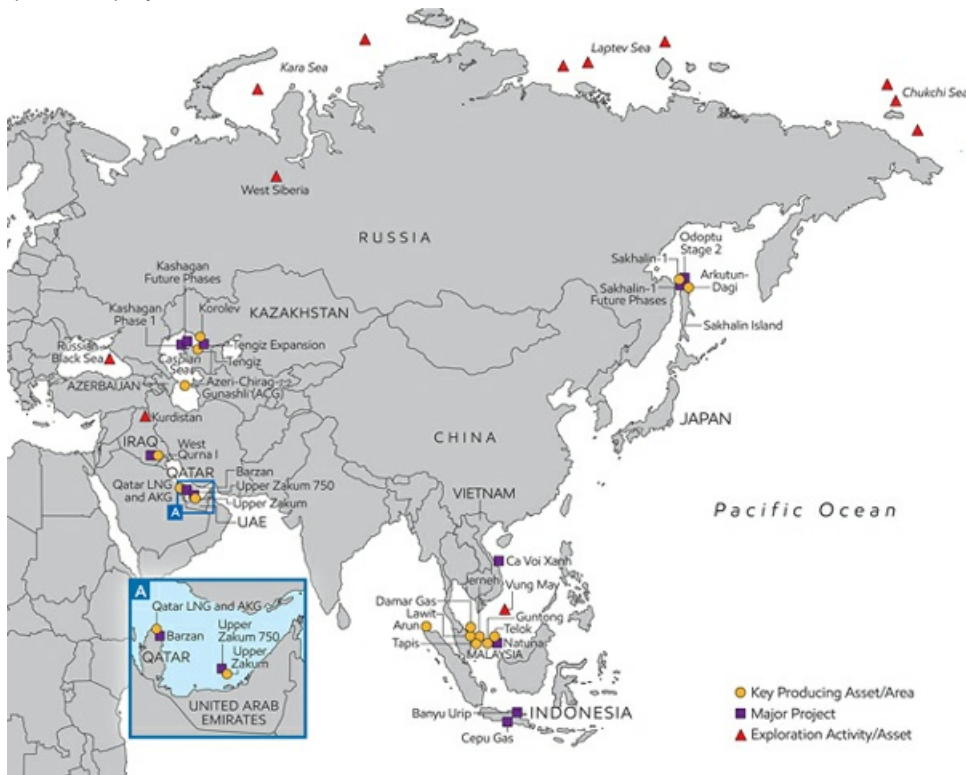 Kara Sea
Laptev Sea
Chukchi Sea
West Siberia
RUSSIA
Odoptu
Stage 2
Sakhalin-1
Arkutun-
Dagi
Sakhalin-1
Future Phases
Sakhalin Island
Kashagan
Future Phases
Kashagan
Phase 1
Korolev
KAZAKHSTAN
Tengiz Expansion
Tengiz
Russian
Black Sea
Caspian
Sea
AZERBAIJAN
Azeri-Chirag-
Gunashli (ACG)
Kurdistan
IRAQ
West
Qurna I
CHINA
JAPAN
QATAR
Barzan
Qatar LNG
and AKG
Upper Zakum 750
Upper Zakum
A
UAE
VIETNAM
Pacific Ocean
Ca Voi Xanh
Jerneh
Vung May
Damar Gas
Guntong
Lawit
Telok
Arun
Natuna
Tapis
MALAYSIA
Banyu Urip
INDONESIA
Cepu Gas
A
Qatar LNG and AKG
Barzan
Upper
Zakum 750
Upper
Zakum
QATAR
UNITED ARAB
EMIRATES
Key Producing Asset/Area
Major Project
Exploration Activity/Asset